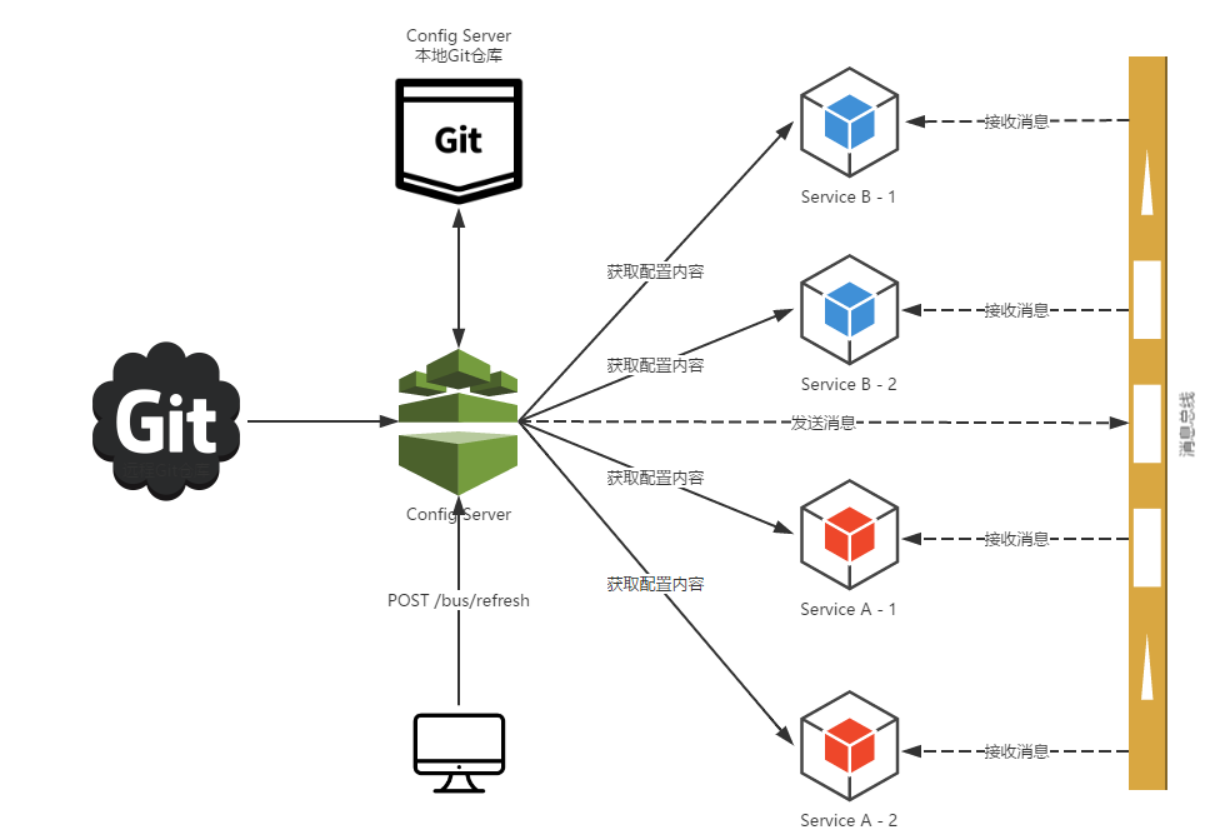 Config Server
本地Git仓库
Git
接收消息
Service B - 1
获取配置内容
接收消息
Service B - 2
获取配置内容
Git
远程Git仓库
发送消息
消息总线
获取配置内容
Config Server
接收消息
Service A - 1
获取配置内容
POST /bus/refresh
接收消息
Service A - 2